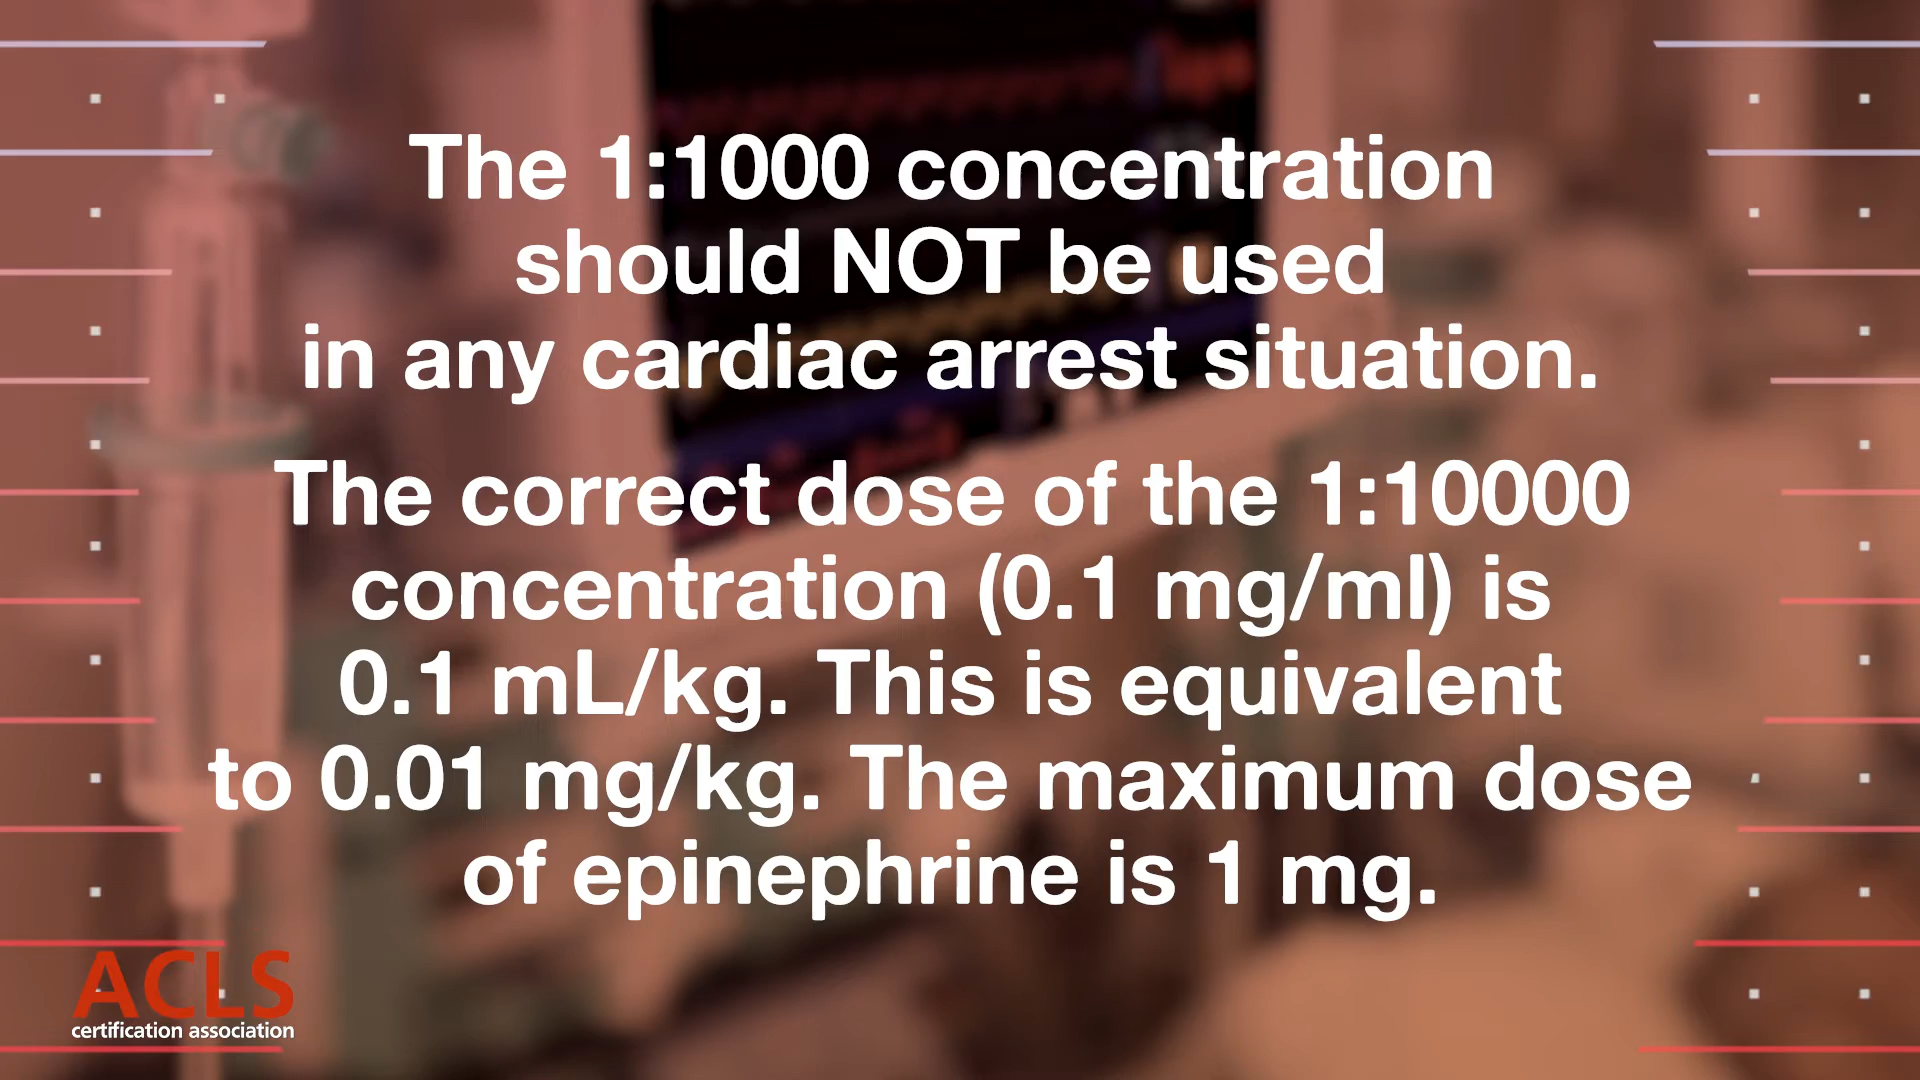 The 1:1000 concentration
should NOT be used
in any cardiac arrest situation.
The correct dose of the 1:10000
concentration (0.1 mg/ml) is
0.1 mL/kg. This is equivalent
to 0.01 mg/kg. The maximum dose
of epinephrine is 1 mg.
ACLS
certification association